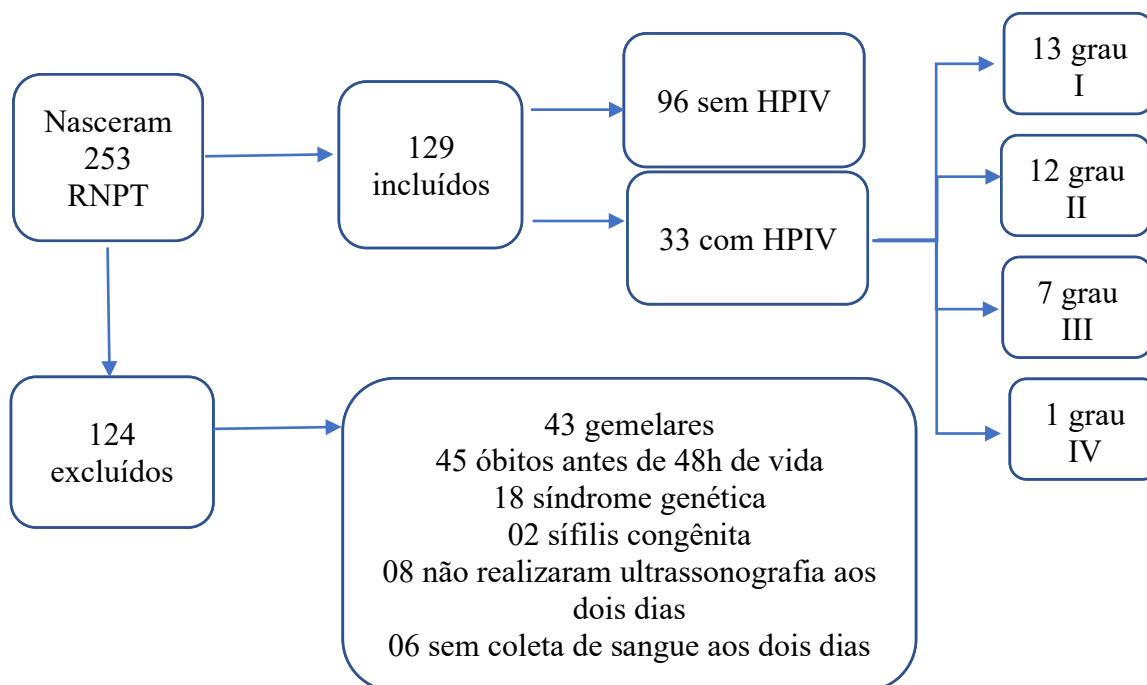 Nasceram
253
RNPT
129
incluídos
96 sem HPIV
33 com HPIV
13 grau
I
12 grau
II
7 grau
III
1 grau
IV
124
excluídos
43 gemelares
45 óbitos antes de 48h de vida
18 síndrome genética
02 sífilis congênita
08 não realizaram ultrassonografia aos
dois dias
06 sem coleta de sangue aos dois dias